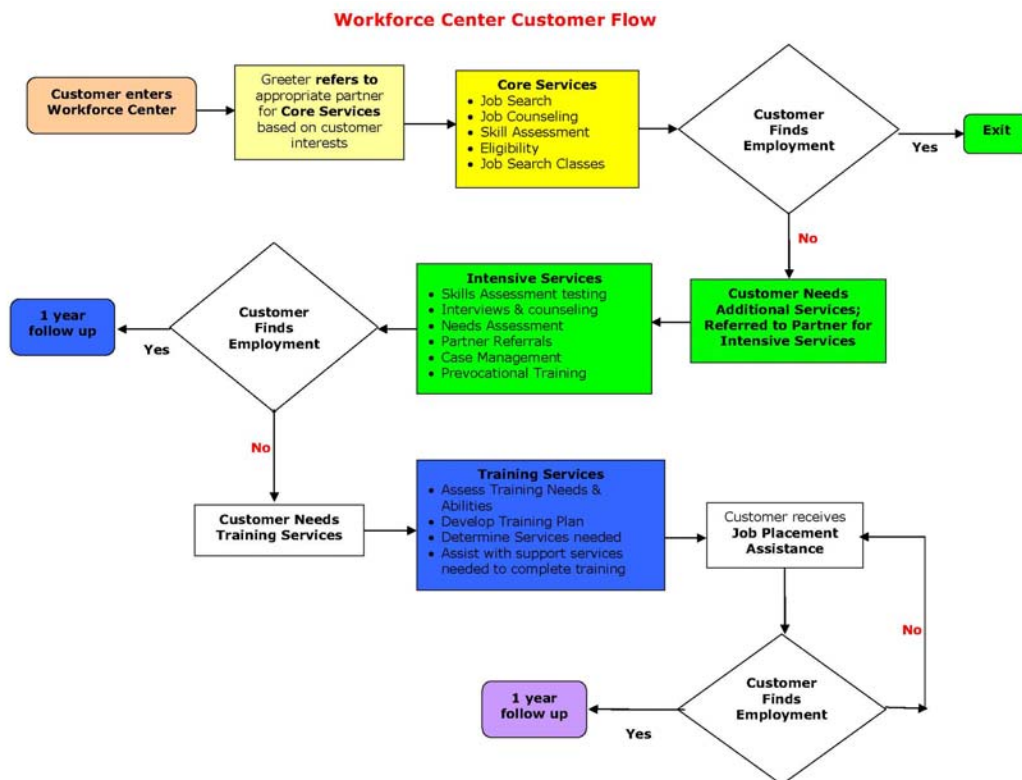 Workforce Center Customer Flow
Customer enters
Workforce Center
Greeter refers to
appropriate partner
for Core Services
based on customer
interests
Core Services
• Job Search
• Job Counseling
• Skill Assessment
• Eligibility
• Job Search Classes
Customer
Finds
Employment
Yes
Exit
No
Customer Needs
Additional Services;
Referred to Partner for
Intensive Services
Intensive Services
• Skills Assessment testing
• Interviews & counseling
• Needs Assessment
• Partner Referrals
• Case Management
• Prevocational Training
Customer
Finds
Employment
Yes
1 year
follow up
No
Customer Needs
Training Services
Training Services
• Assess Training Needs &
Abilities
• Develop Training Plan
• Determine Services needed
• Assist with support services
needed to complete training
Customer receives
Job Placement
Assistance
No
Customer
Finds
Employment
Yes
1 year
follow up